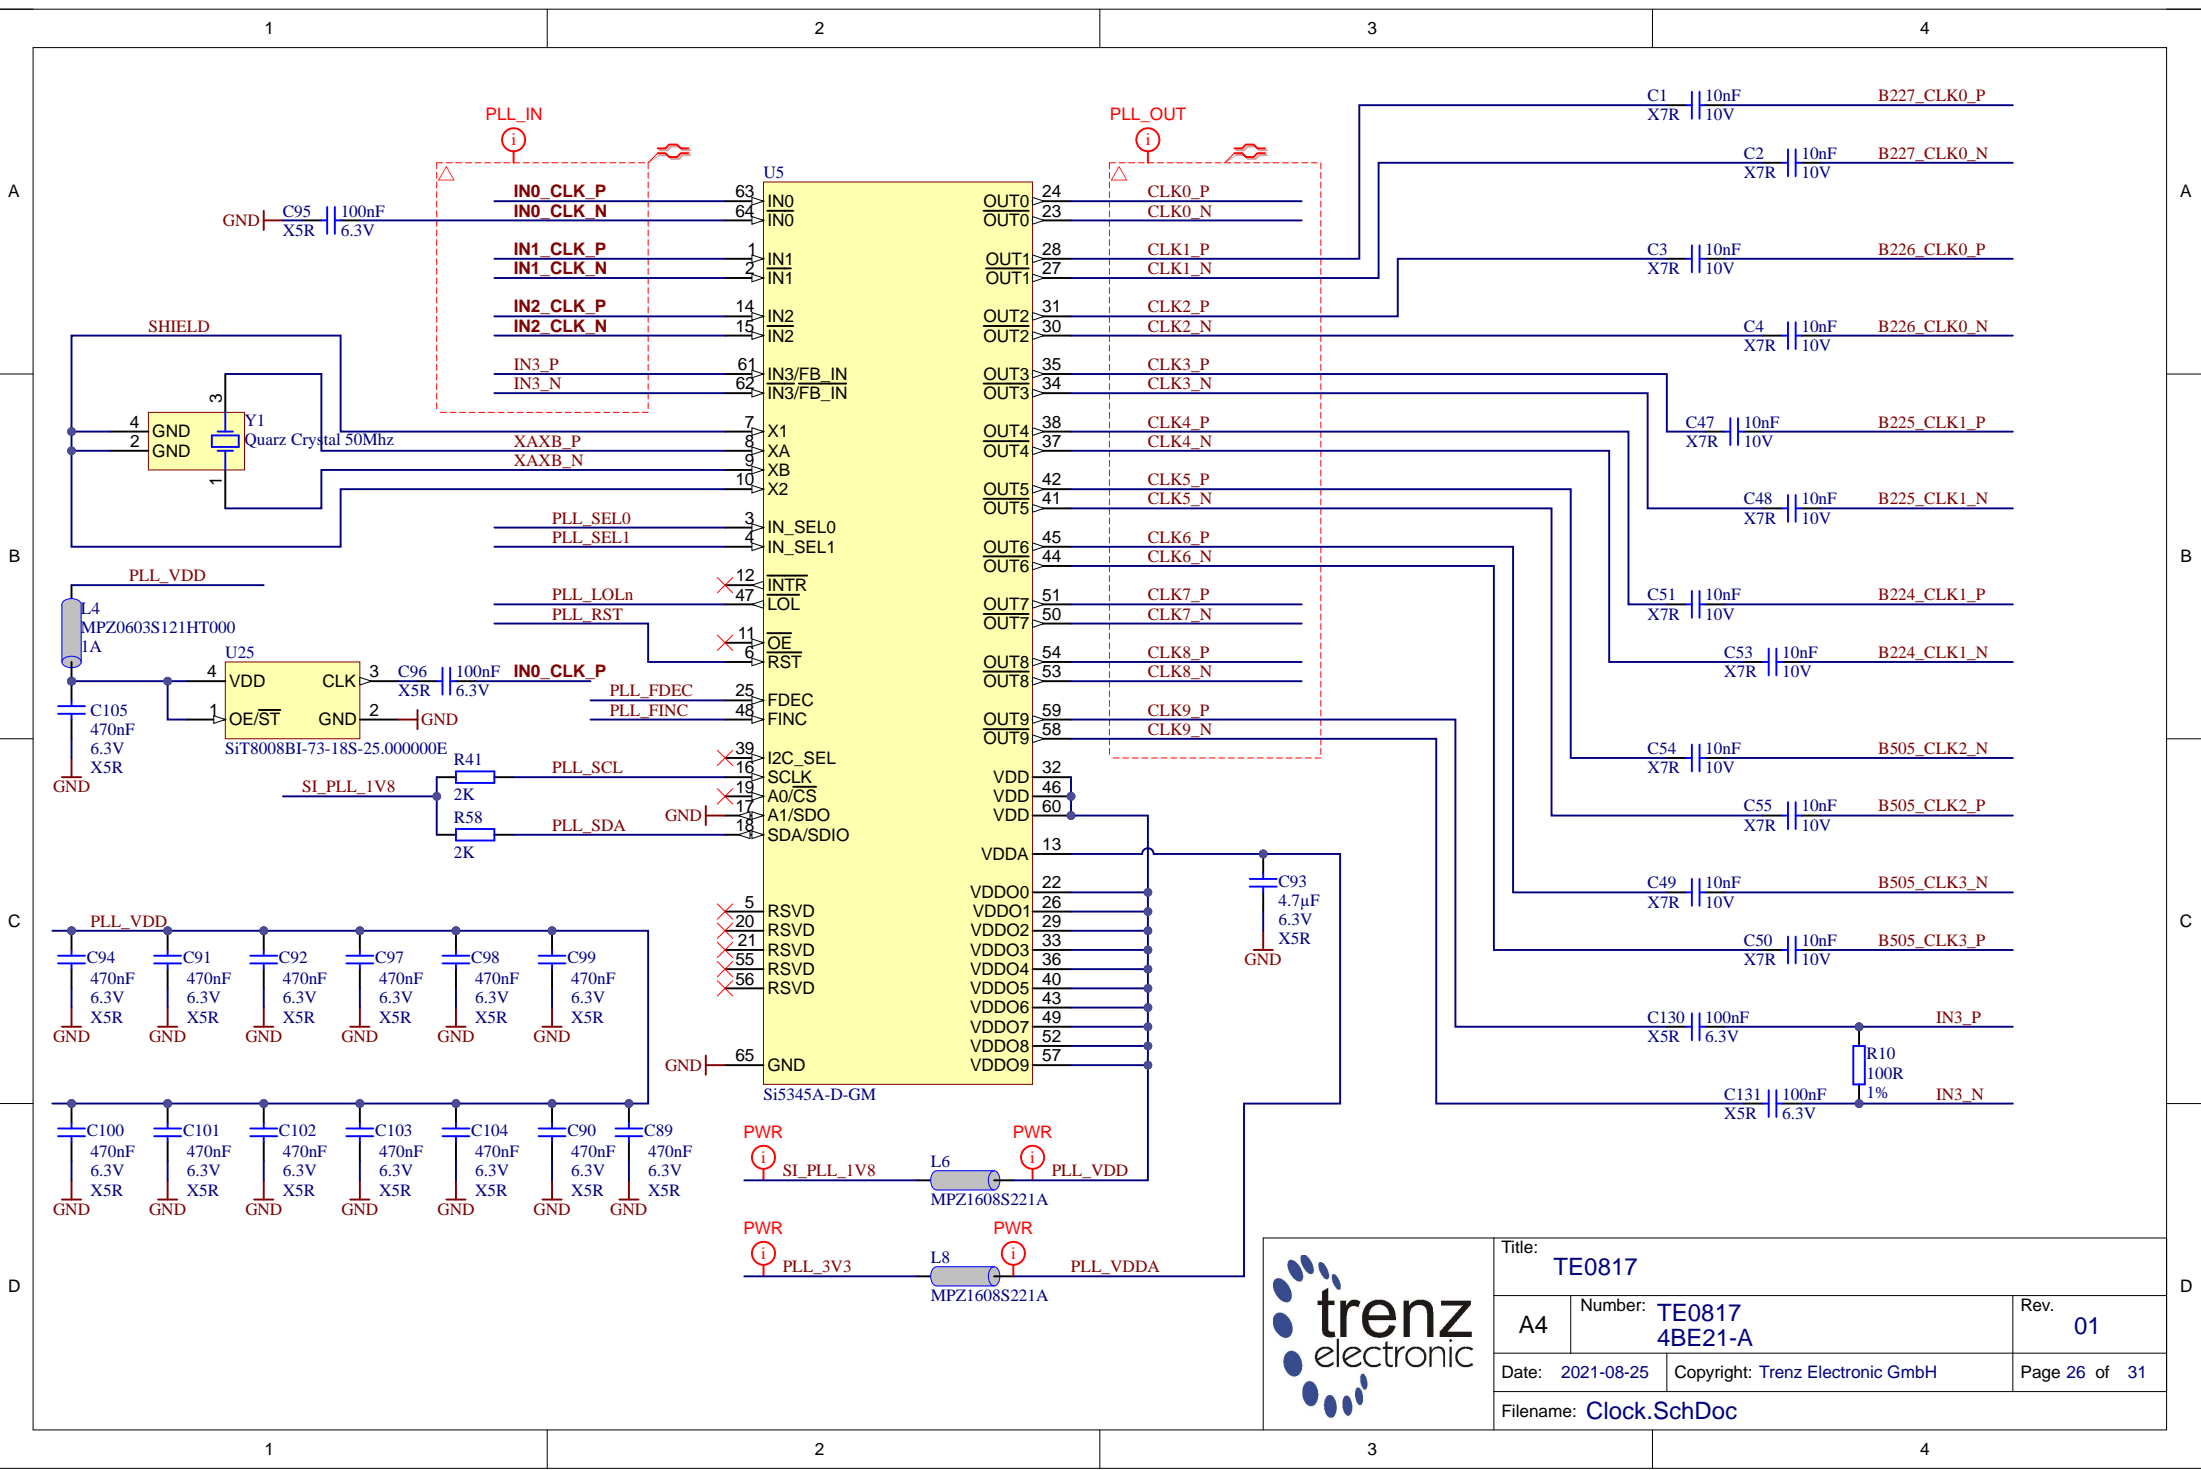 1 2 3 4
A A
B B
C C
D D
PLL_IN
i
IN0_CLK_P
IN0_CLK_N
IN1_CLK_P
IN1_CLK_N
IN2_CLK_P
IN2_CLK_N
IN3_P
IN3_N
GND C95 100nF
X5R 6.3V
SHIELD
4 GND
2 GND
3
1
Y1
Quarz Crystal 50Mhz
XAXB_P
XAXB_N
PLL_SEL0
PLL_SEL1
PLL_LOLn
PLL_RST
PLL_VDD
L4
MPZ0603S121HT000
1A
U25
4 VDD CLK 3
1 OE/ST GND 2 GND
SiT8008BI-73-18S-25.000000E
C96 100nF IN0_CLK_P
X5R 6.3V
C105
470nF
6.3V
X5R
GND
PLL_FDEC
PLL_FINC
SI_PLL_1V8
R41
2K
PLL_SCL
R58
2K
PLL_SDA
GND
U5
63 IN0
64 IN0
1 IN1
2 IN1
14 IN2
15 IN2
61 IN3/FB_IN
62 IN3/FB_IN
7 X1
8 XA
9 XB
10 X2
3 IN_SEL0
4 IN_SEL1
12 INTR
47 LOL
11 OE
6 RST
25 FDEC
48 FINC
39 I2C_SEL
16 SCLK
19 A0/CS
17 A1/SDO
18 SDA/SDIO
5 RSVD
20 RSVD
21 RSVD
55 RSVD
56 RSVD
GND 65 GND
Si5345A-D-GM
OUT0 24
OUT0 23
OUT1 28
OUT1 27
OUT2 31
OUT2 30
OUT3 35
OUT3 34
OUT4 38
OUT4 37
OUT5 42
OUT5 41
OUT6 45
OUT6 44
OUT7 51
OUT7 50
OUT8 54
OUT8 53
OUT9 59
OUT9 58
VDD 32
VDD 46
VDD 60
VDDA 13
VDDO0 22
VDDO1 26
VDDO2 29
VDDO3 33
VDDO4 36
VDDO5 40
VDDO6 43
VDDO7 49
VDDO8 52
VDDO9 57
PLL_OUT
i
CLK0_P
CLK0_N
CLK1_P
CLK1_N
CLK2_P
CLK2_N
CLK3_P
CLK3_N
CLK4_P
CLK4_N
CLK5_P
CLK5_N
CLK6_P
CLK6_N
CLK7_P
CLK7_N
CLK8_P
CLK8_N
CLK9_P
CLK9_N
C1 10nF B227_CLK0_P
X7R 10V
C2 10nF B227_CLK0_N
X7R 10V
C3 10nF B226_CLK0_P
X7R 10V
C4 10nF B226_CLK0_N
X7R 10V
C47 10nF B225_CLK1_P
X7R 10V
C48 10nF B225_CLK1_N
X7R 10V
C51 10nF B224_CLK1_P
X7R 10V
C53 10nF B224_CLK1_N
X7R 10V
C54 10nF B505_CLK2_N
X7R 10V
C55 10nF B505_CLK2_P
X7R 10V
C49 10nF B505_CLK3_N
X7R 10V
C50 10nF B505_CLK3_P
X7R 10V
C130 100nF IN3_P
X5R 6.3V
R10
100R
1%
C131 100nF IN3_N
X5R 6.3V
C93
4.7µF
6.3V
X5R
GND
PLL_VDD
C94 C91 C92 C97 C98 C99
470nF 470nF 470nF 470nF 470nF 470nF
6.3V 6.3V 6.3V 6.3V 6.3V 6.3V
X5R X5R X5R X5R X5R X5R
GND GND GND GND GND GND
C100 C101 C102 C103 C104 C90 C89
470nF 470nF 470nF 470nF 470nF 470nF 470nF
6.3V 6.3V 6.3V 6.3V 6.3V 6.3V 6.3V
X5R X5R X5R X5R X5R X5R X5R
GND GND GND GND GND GND GND
PWR PWR
i i
SI_PLL_1V8 L6 PLL_VDD
MPZ1608S221A
PWR PWR
i i
PLL_3V3 L8 PLL_VDDA
MPZ1608S221A
trenz
electronic
Title:
TE0817
A4 Number: TE0817
4BE21-A
Rev.
01
Date: 2021-08-25 Copyright: Trenz Electronic GmbH Page 26 of 31
Filename: Clock.SchDoc
1 2 3 4